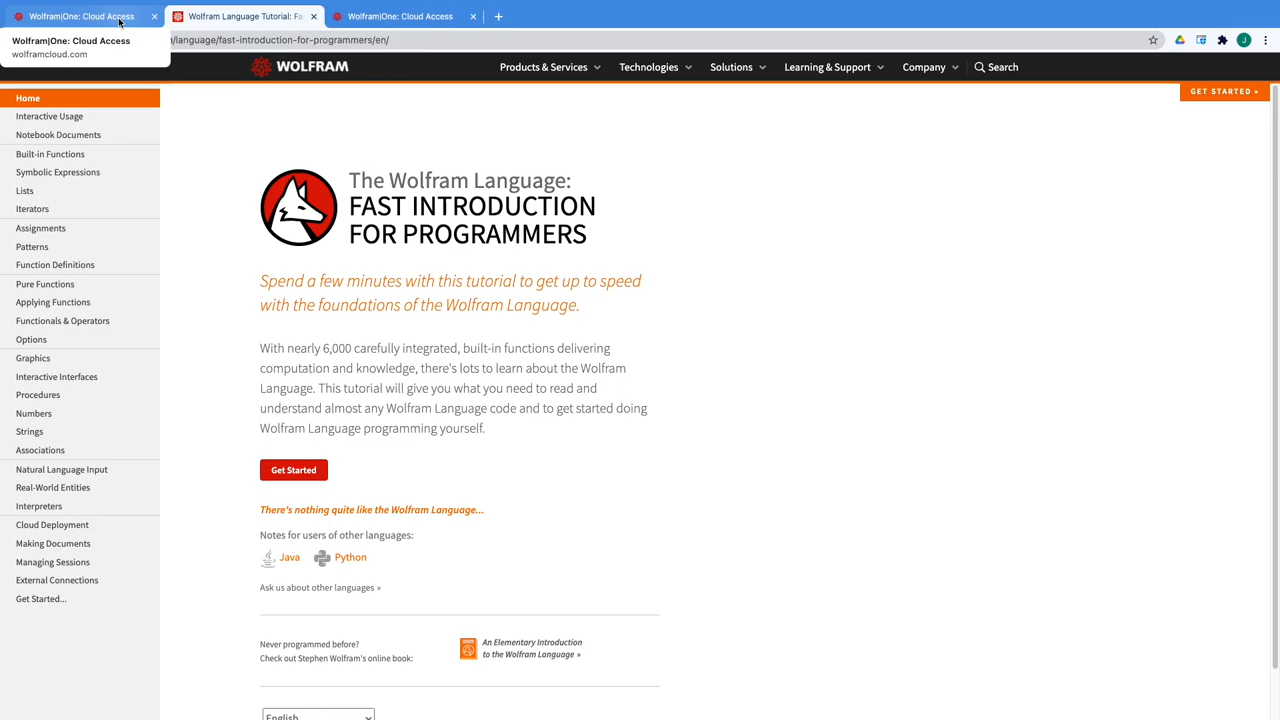 Wolfram|One: Cloud Access
Wolfram Language Tutorial: Fas
Wolfram|One: Cloud Access
Wolfram|One: Cloud Access
wolframcloud.com
/language/fast-introduction-for-programmers/en/
J
WOLFRAM
Products & Services
Technologies
Solutions
Learning & Support
Company
Search
GET STARTED »
Home
Interactive Usage
Notebook Documents
Built-in Functions
Symbolic Expressions
Lists
Iterators
Assignments
Patterns
Function Definitions
Pure Functions
Applying Functions
Functionals & Operators
Options
Graphics
Interactive Interfaces
Procedures
Numbers
Strings
Associations
Natural Language Input
Real-World Entities
Interpreters
Cloud Deployment
Making Documents
Managing Sessions
External Connections
Get Started...
The Wolfram Language:
FAST INTRODUCTION
FOR PROGRAMMERS
Spend a few minutes with this tutorial to get up to speed
with the foundations of the Wolfram Language.
With nearly 6,000 carefully integrated, built-in functions delivering
computation and knowledge, there's lots to learn about the Wolfram
Language. This tutorial will give you what you need to read and
understand almost any Wolfram Language code and to get started doing
Wolfram Language programming yourself.
Get Started
There's nothing quite like the Wolfram Language...
Notes for users of other languages:
Java
Python
Ask us about other languages »
Never programmed before?
Check out Stephen Wolfram's online book:
An Elementary Introduction
to the Wolfram Language »
English